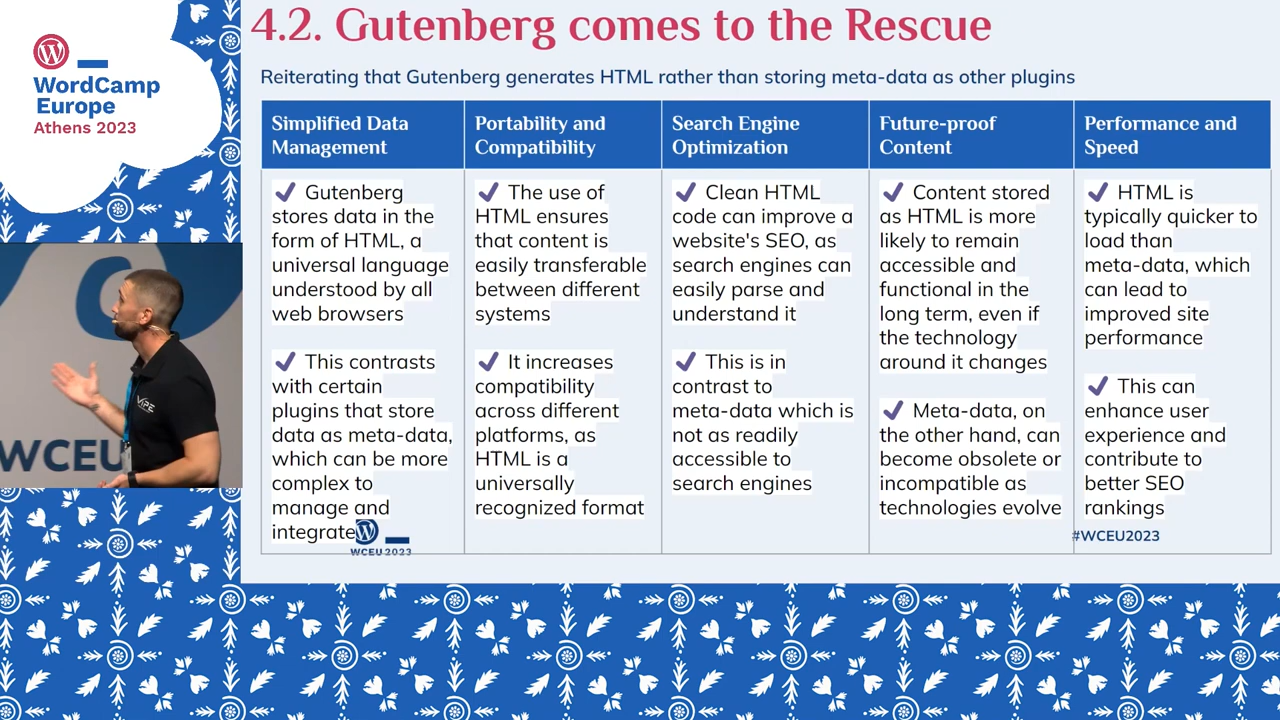 WordCamp
Europe
Athens 2023
4.2. Gutenberg comes to the Rescue
Reiterating that Gutenberg generates HTML rather than storing meta-data as other plugins
Simplified Data
Management
✔ Gutenberg
stores data in the
form of HTML, a
universal language
understood by all
web browsers
✔ This contrasts
with certain
plugins that store
data as meta-data,
which can be more
complex to
manage and
integrate
Portability and
Compatibility
✔ The use of
HTML ensures
that content is
easily transferable
between different
systems
✔ It increases
compatibility
across different
platforms, as
HTML is a
universally
recognized format
Search Engine
Optimization
✔ Clean HTML
code can improve a
website's SEO, as
search engines can
easily parse and
understand it
✔ This is in
contrast to
meta-data which is
not as readily
accessible to
search engines
Future-proof
Content
✔ Content stored
as HTML is more
likely to remain
accessible and
functional in the
long term, even if
the technology
around it changes
✔ Meta-data, on
the other hand, can
become obsolete or
incompatible as
technologies evolve
Performance and
Speed
✔ HTML is
typically quicker to
load than
meta-data, which
can lead to
improved site
performance
✔ This can
enhance user
experience and
contribute to
better SEO
rankings
WCEU 2023
#WCEU2023
WCEU